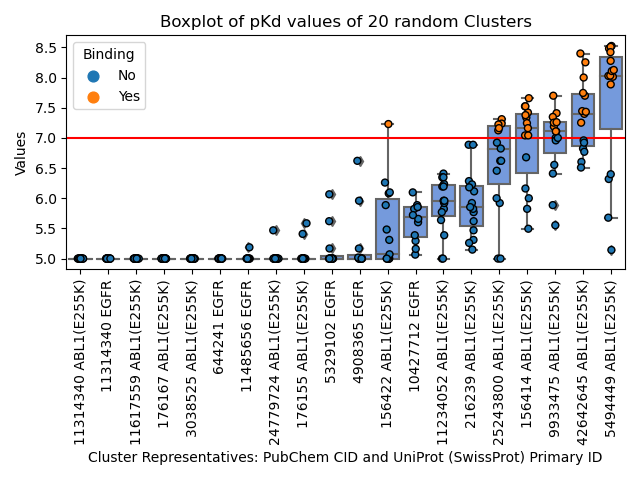 Boxplot of pKd values of 20 random Clusters
Binding
No
Yes
Values
8.5
8.0
7.5
7.0
6.5
6.0
5.5
5.0
11314340 ABL1(E255K)
11314340 EGFR
11617559 ABL1(E255K)
176167 ABL1(E255K)
3038525 ABL1(E255K)
644241 EGFR
11485656 EGFR
24779724 ABL1(E255K)
176155 ABL1(E255K)
5329102 EGFR
4908365 EGFR
156422 ABL1(E255K)
10427712 EGFR
11234052 ABL1(E255K)
216239 ABL1(E255K)
25243800 ABL1(E255K)
156414 ABL1(E255K)
9933475 ABL1(E255K)
42642645 ABL1(E255K)
5494449 ABL1(E255K)
Cluster Representatives: PubChem CID and UniProt (SwissProt) Primary ID